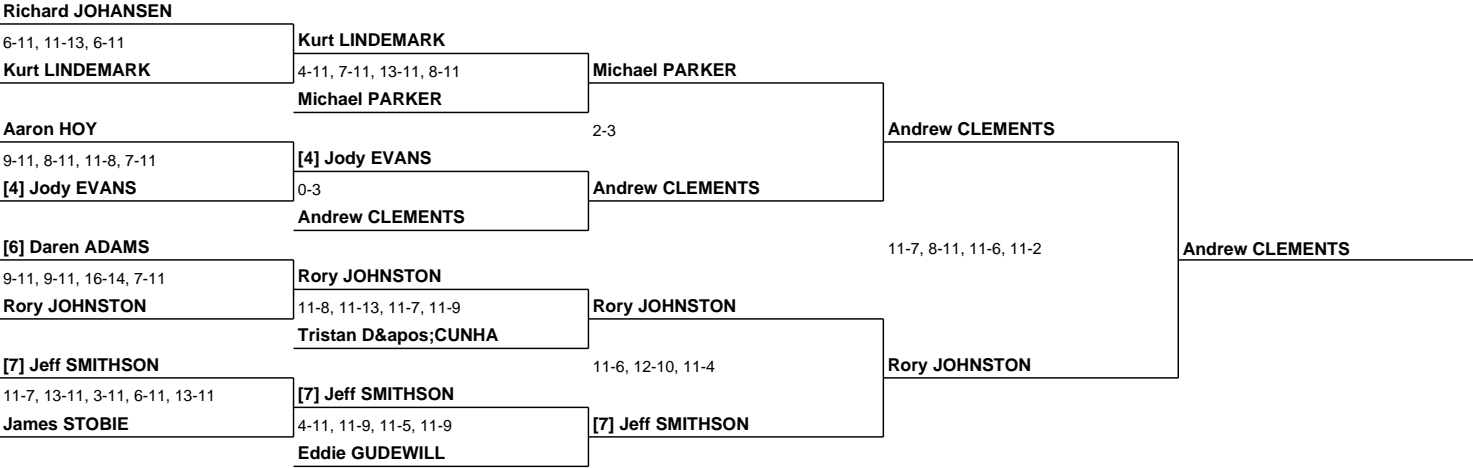 Richard JOHANSEN
6-11, 11-13, 6-11
Kurt LINDEMARK
Kurt LINDEMARK
4-11, 7-11, 13-11, 8-11
Michael PARKER
Michael PARKER
Aaron HOY
9-11, 8-11, 11-8, 7-11
[4] Jody EVANS
[4] Jody EVANS
0-3
Andrew CLEMENTS
2-3
Andrew CLEMENTS
Andrew CLEMENTS
[6] Daren ADAMS
9-11, 9-11, 16-14, 7-11
Rory JOHNSTON
Rory JOHNSTON
11-8, 11-13, 11-7, 11-9
Tristan D&apos;CUNHA
Rory JOHNSTON
[7] Jeff SMITHSON
11-7, 13-11, 3-11, 6-11, 13-11
James STOBIE
[7] Jeff SMITHSON
4-11, 11-9, 11-5, 11-9
Eddie GUDEWILL
11-6, 12-10, 11-4
[7] Jeff SMITHSON
Rory JOHNSTON
11-7, 8-11, 11-6, 11-2
Andrew CLEMENTS